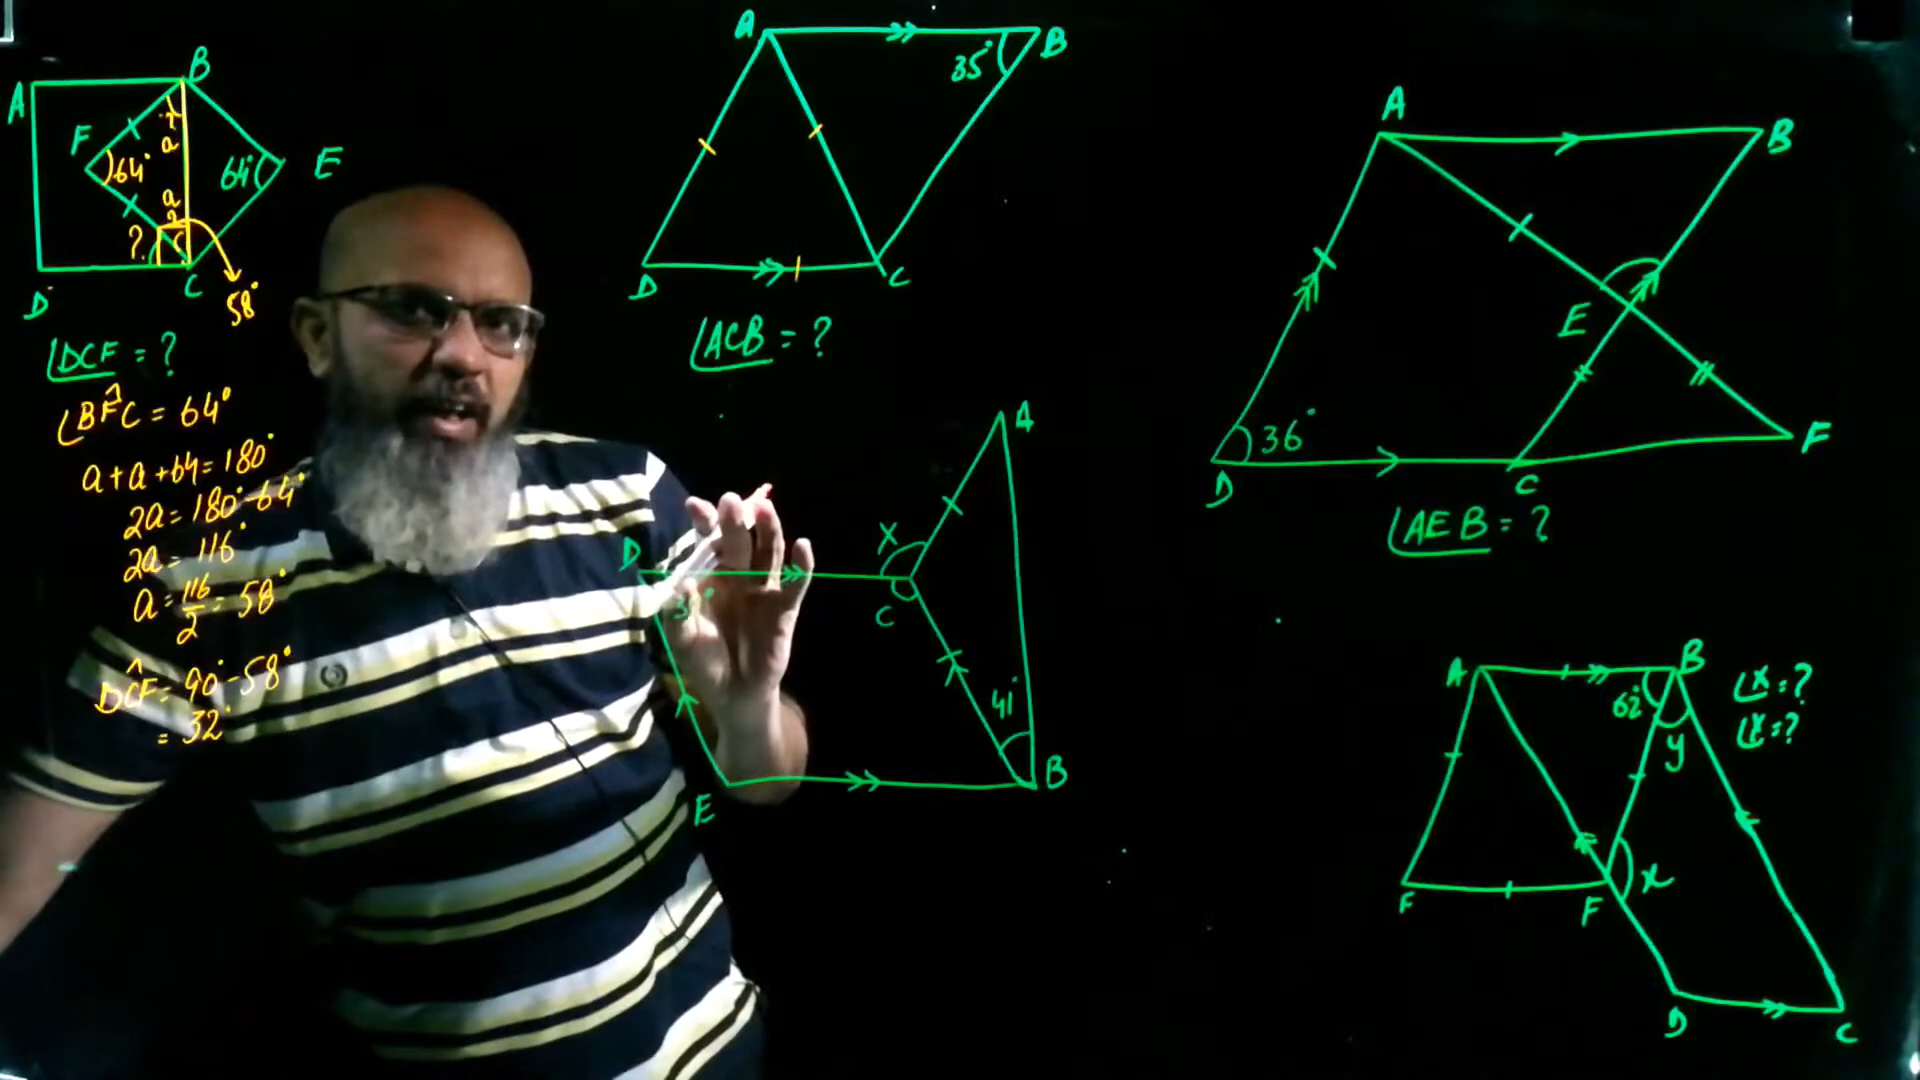 A
B
F
64°
a
a
64°
E
?
D
C
58°
∠DCF = ?
∠BF̂C = 64°
a + a + 64 = 180°
2a = 180° - 64°
2a = 116°
a = 116/2 = 58°
DĈF = 90° - 58°
= 32°
A
B
35°
D
C
∠ACB = ?
A
X
D
C
41°
E
B
A
B
E
36°
D
C
F
∠AEB = ?
A
B
62°
y
∠x = ?
F
F
x
D
C